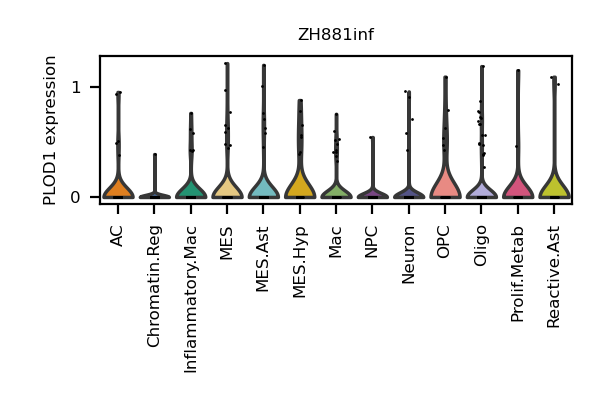 ZH881inf
PLOD1 expression
1
0
AC
Chromatin.Reg
Inflammatory.Mac
MES
MES.Ast
MES.Hyp
Mac
NPC
Neuron
OPC
Oligo
Prolif.Metab
Reactive.Ast